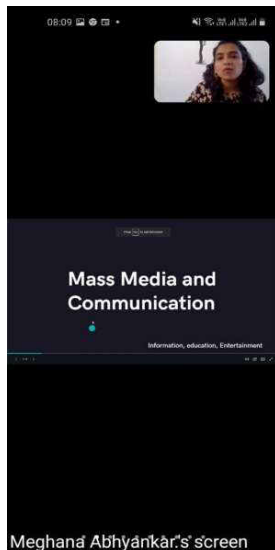 08:09
Mass Media and
Communication
Information, education, Entertainment
Meghana Abhyankar's screen